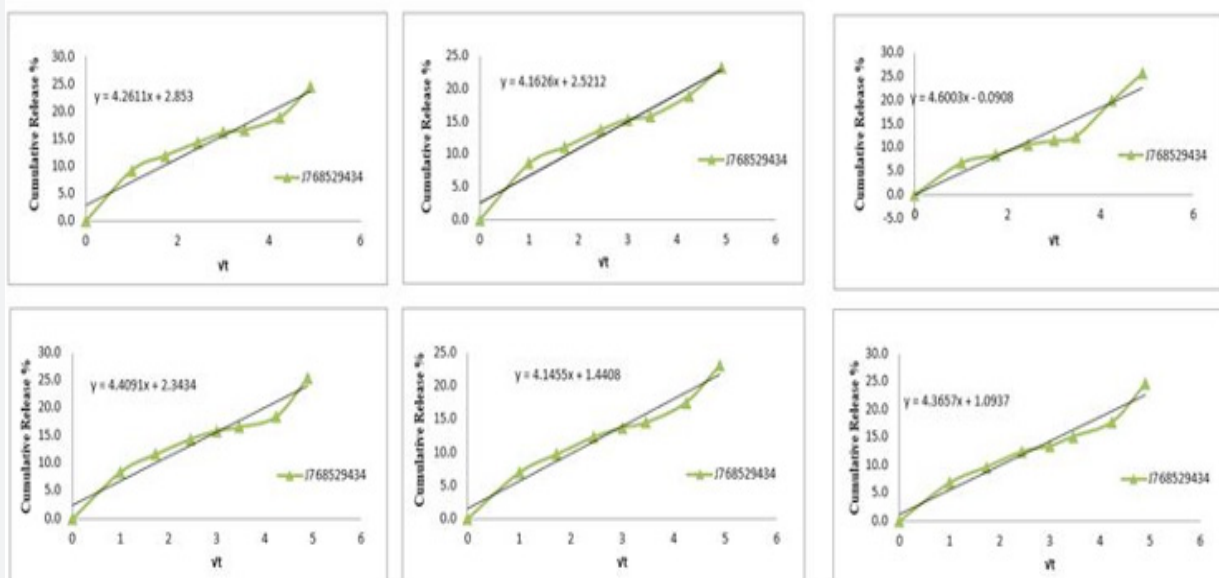 Cumulative Release %
30.0
25.0
20.0
15.0
10.0
5.0
0.0
y = 4.2611x + 2.853
J768529434
0 2 4 6
√t
Cumulative Release %
25.0
20.0
15.0
10.0
5.0
0.0
y = 4.1626x + 2.5212
J768529434
0 1 2 3 4 5 6
√t
Cumulative Release %
30.0
25.0
20.0
15.0
10.0
5.0
0.0
-5.0
y = 4.6003x - 0.0908
J768529434
0 2 4 6
√t
Cumulative Release %
30.0
25.0
20.0
15.0
10.0
5.0
0.0
y = 4.4091x + 2.3434
J768529434
0 1 2 3 4 5 6
√t
Cumulative Release %
25.0
20.0
15.0
10.0
5.0
0.0
y = 4.1455x + 1.4408
J768529434
0 1 2 3 4 5 6
√t
Cumulative Release %
30.0
25.0
20.0
15.0
10.0
5.0
0.0
y = 4.3657x + 1.0937
J768529434
0 1 2 3 4 5 6
√t